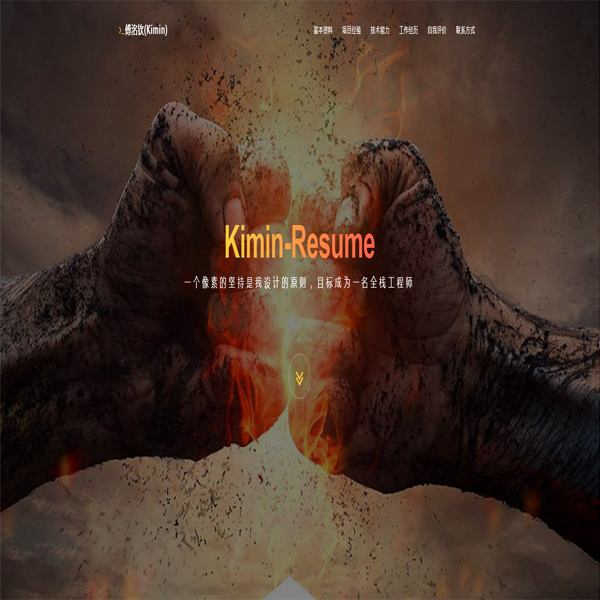 傅洺钦(Kimin)
基本资料 项目经验 技术能力 工作经历 自我评价 联系方式
Kimin-Resume
一个像素的坚持是我设计的原则，目标成为一名全栈工程师